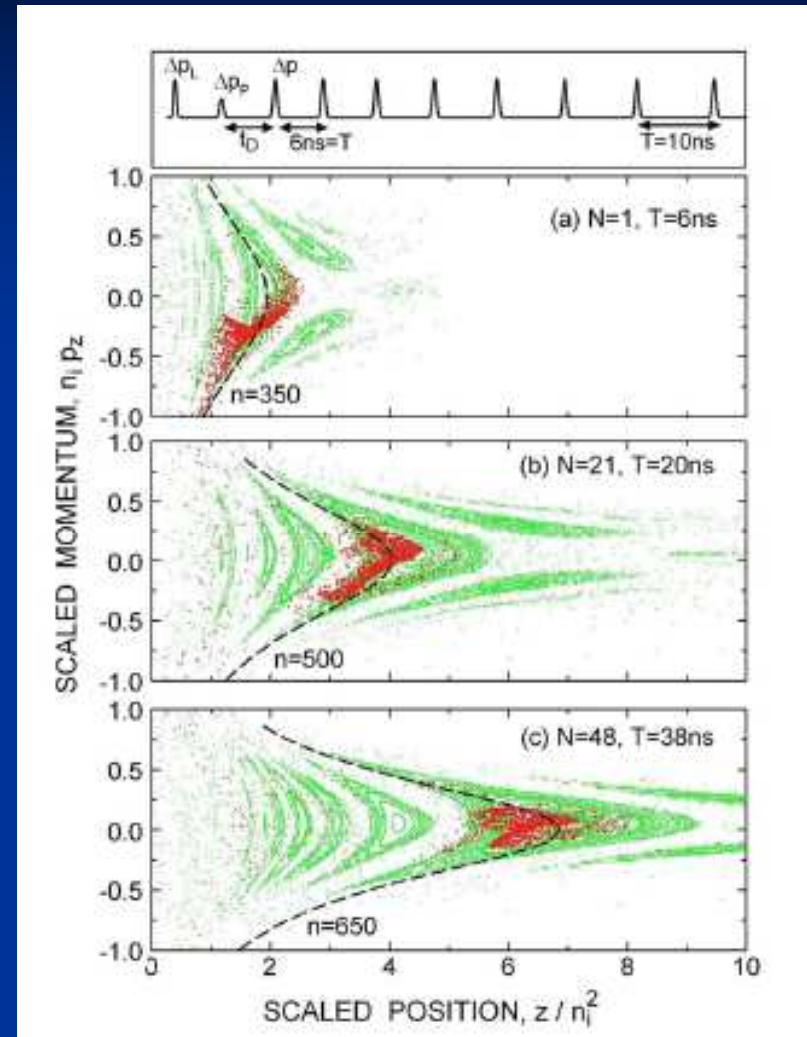 Δp_L Δp_p Δp
t_D 6ns=T T=10ns
1.0
0.5
0.0
-0.5
-1.0
(a) N=1, T=6ns
n=350
1.0
0.5
0.0
-0.5
-1.0
(b) N=21, T=20ns
n=500
1.0
0.5
0.0
-0.5
-1.0
(c) N=48, T=38ns
n=650
0 2 4 6 8 10
SCALED MOMENTUM, n_i p_z
SCALED POSITION, z / n_i^2